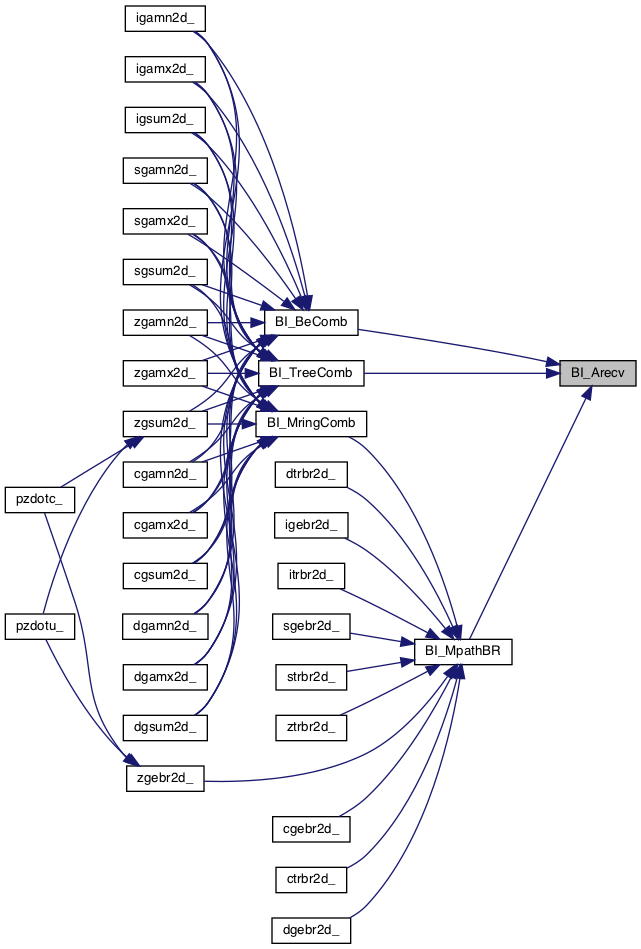 igamn2d_
igamx2d_
igsum2d_
sgamn2d_
sgamx2d_
sgsum2d_
zgamn2d_
BI_BeComb
zgamx2d_
BI_TreeComb
BI_Arecv
zgsum2d_
BI_MringComb
cgamn2d_
dtrbr2d_
pzdotc_
cgamx2d_
igebr2d_
cgsum2d_
itrbr2d_
pzdotu_
dgamn2d_
sgebr2d_
BI_MpathBR
dgamx2d_
strbr2d_
dgsum2d_
ztrbr2d_
zgebr2d_
cgebr2d_
ctrbr2d_
dgebr2d_